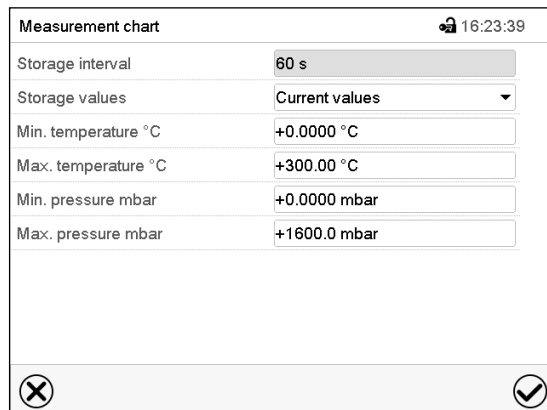 Measurement chart 16:23:39
Storage interval 60 s
Storage values Current values
Min. temperature °C +0.0000 °C
Max. temperature °C +300.00 °C
Min. pressure mbar +0.0000 mbar
Max. pressure mbar +1600.0 mbar